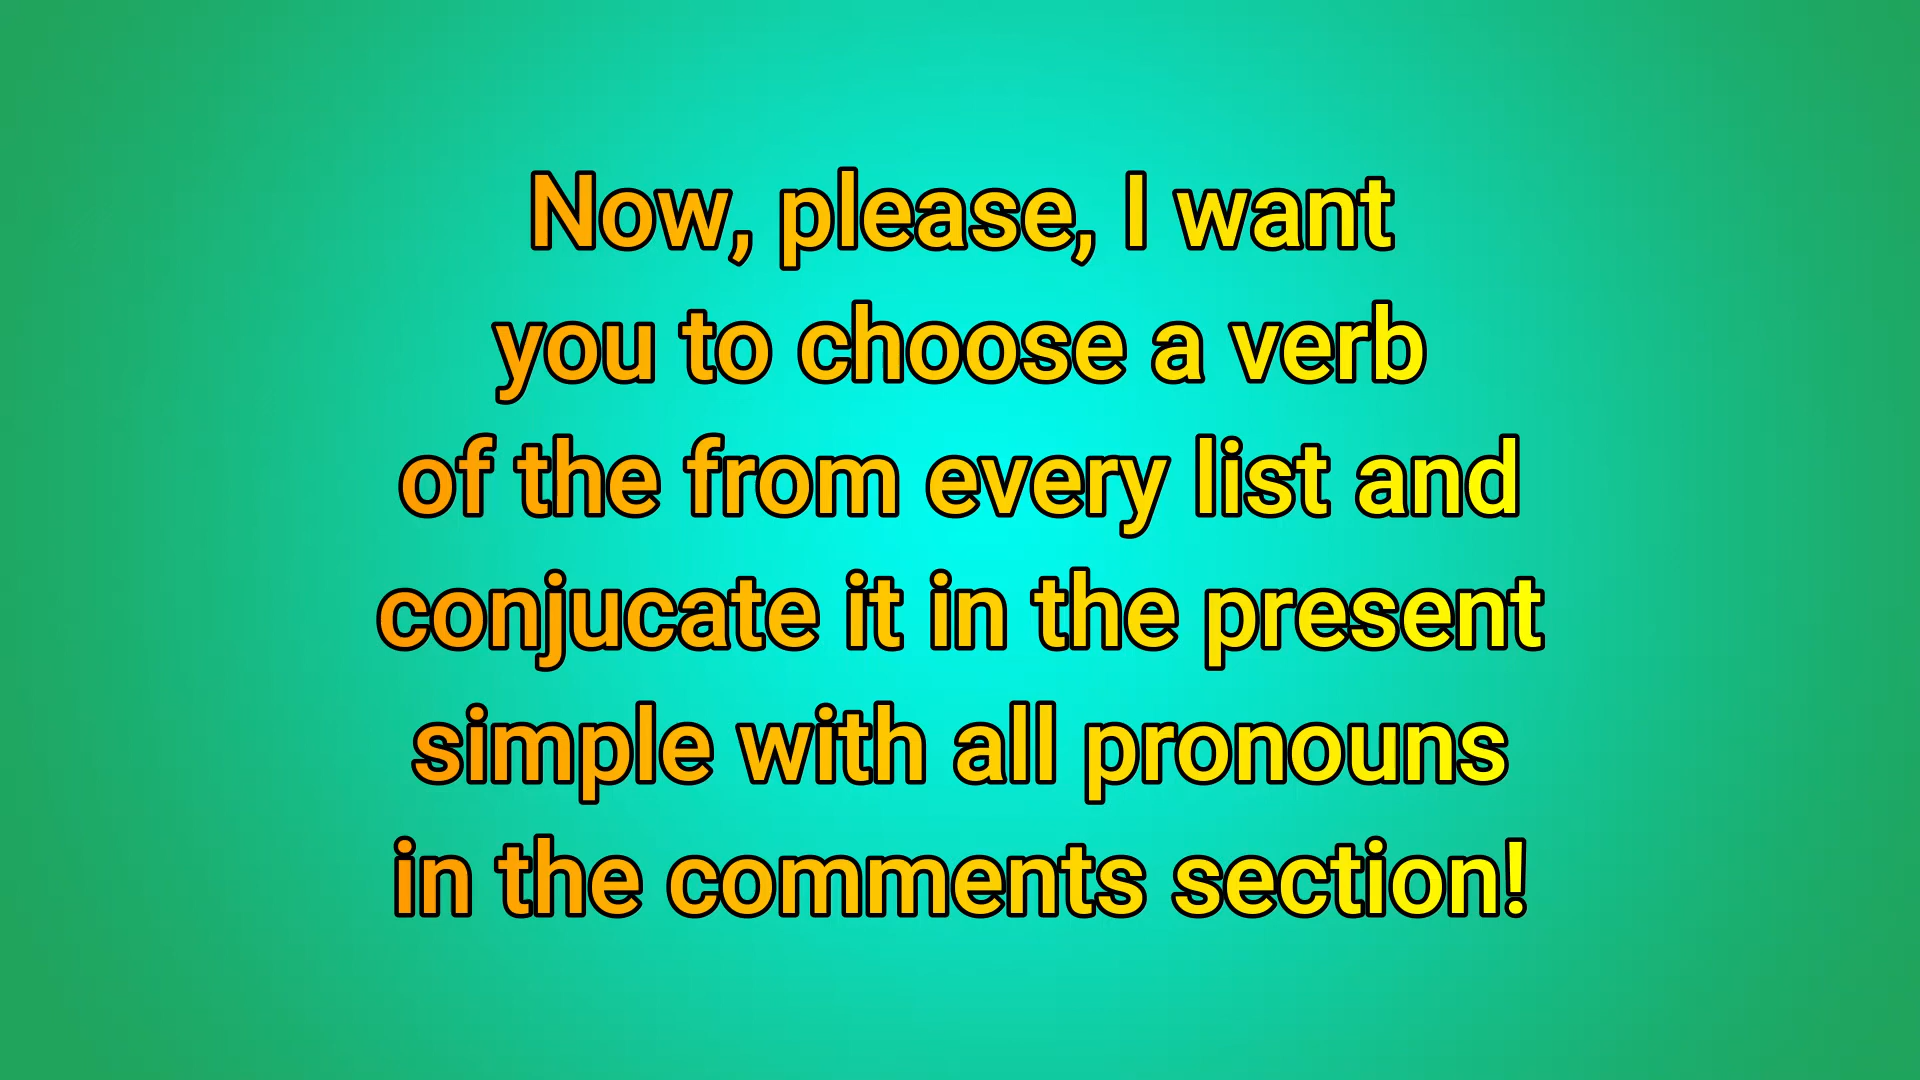 Now, please, I want
you to choose a verb
of the from every list and
conjucate it in the present
simple with all pronouns
in the comments section!